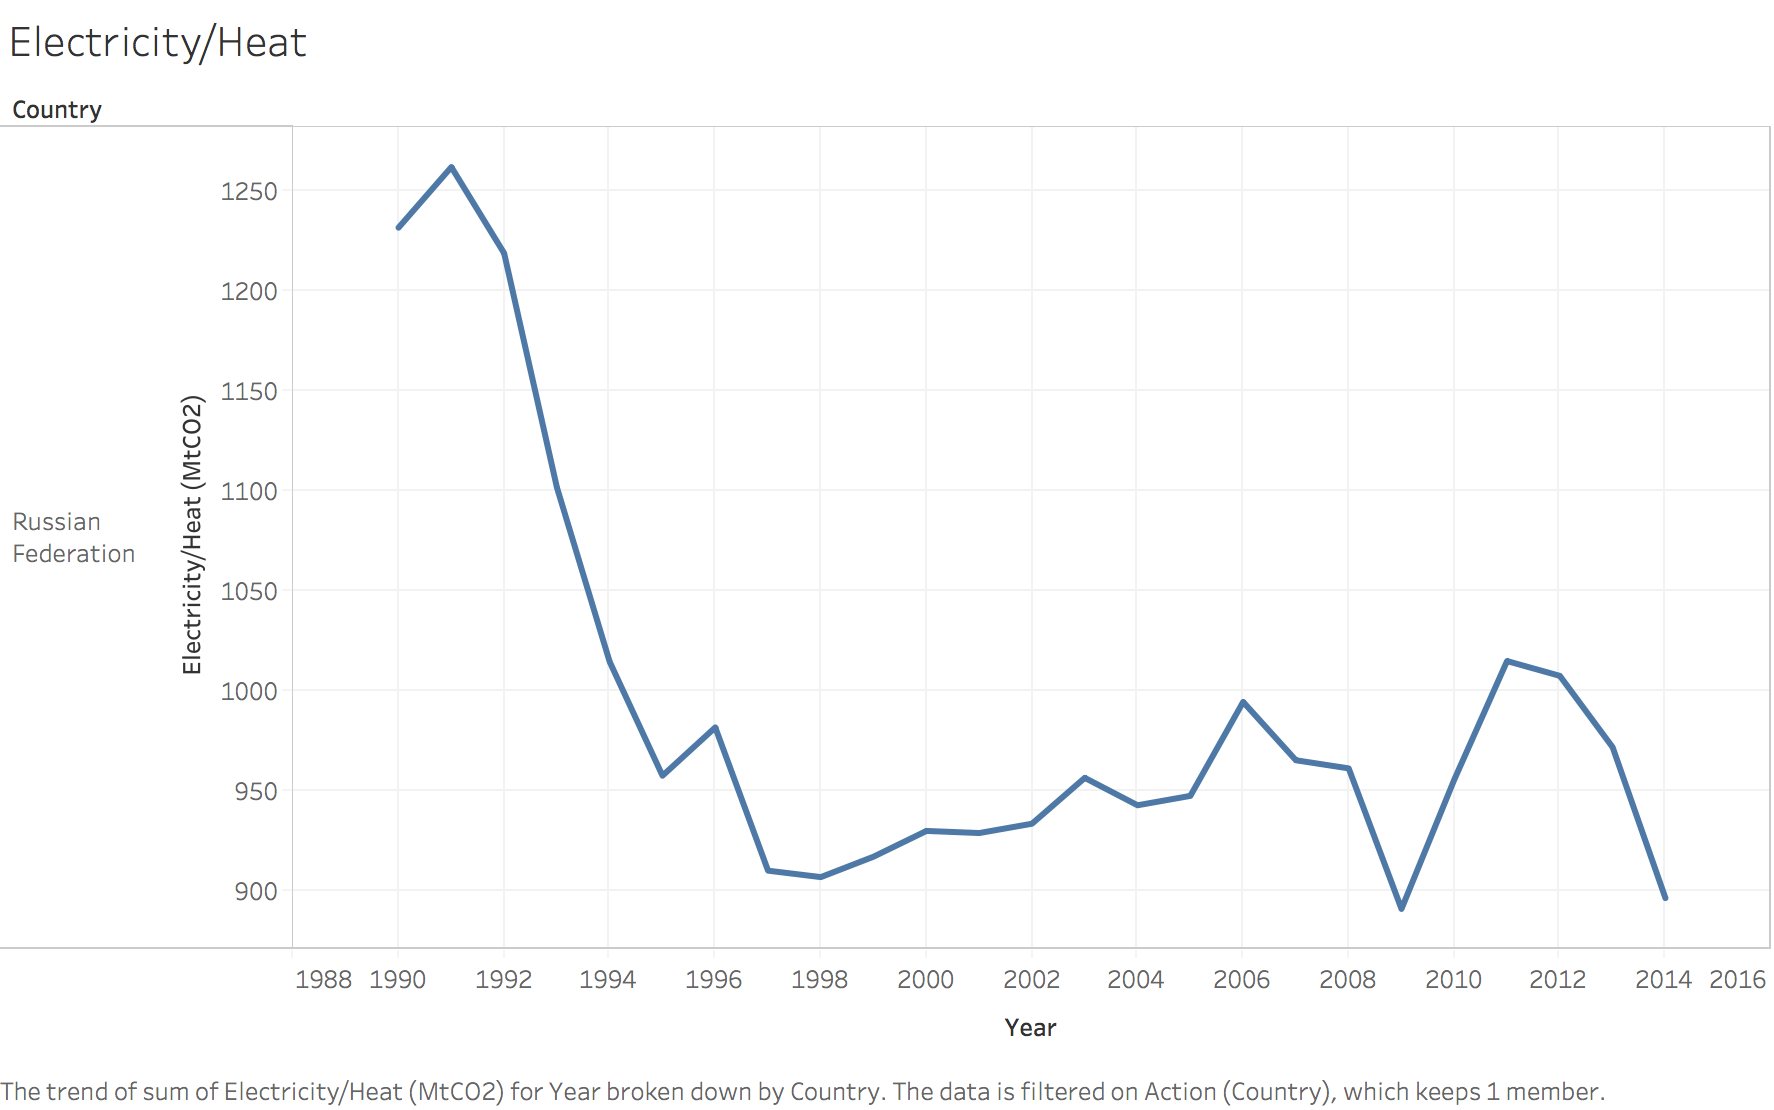 Electricity/Heat
Country
Russian
Federation
Electricity/Heat (MtCO2)
1250
1200
1150
1100
1050
1000
950
900
1988 1990 1992 1994 1996 1998 2000 2002 2004 2006 2008 2010 2012 2014 2016
Year
The trend of sum of Electricity/Heat (MtCO2) for Year broken down by Country. The data is filtered on Action (Country), which keeps 1 member.